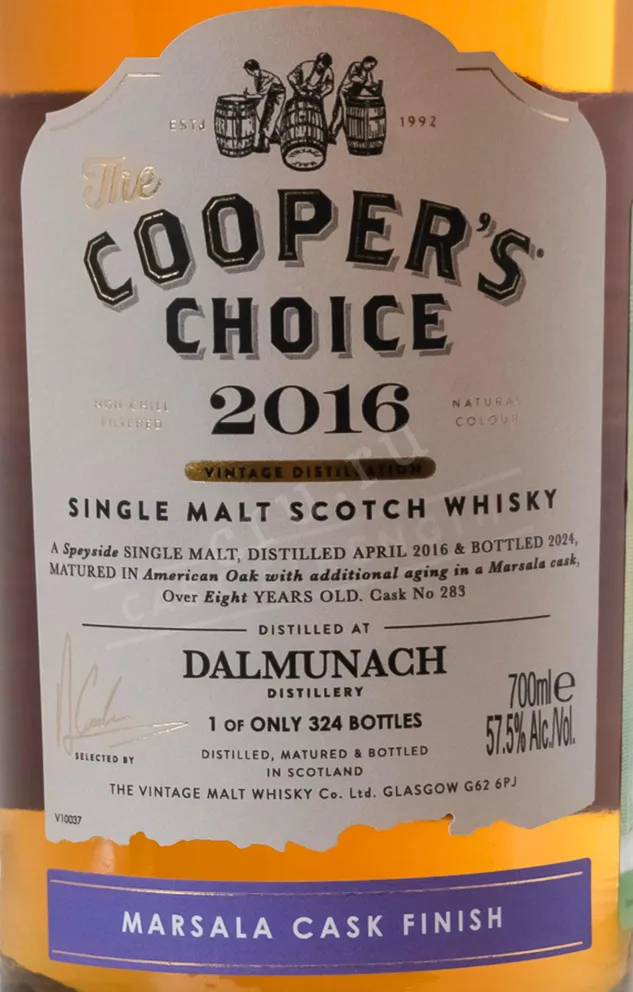 ESTD 1992
The
COOPER'S
CHOICE
NON CHILL
FILTERED
2016
NATURAL
COLOUR
VINTAGE DISTILLATION
SINGLE MALT SCOTCH WHISKY
CASK STRENGTH
A Speyside SINGLE MALT, DISTILLED APRIL 2016 & BOTTLED 2024,
MATURED IN American Oak with additional aging in a Marsala cask,
Over Eight YEARS OLD. Cask No 283
DISTILLED AT
DALMUNACH
DISTILLERY
1 OF ONLY 324 BOTTLES
700ml e
57.5% Alc./Vol.
SELECTED BY
DISTILLED, MATURED & BOTTLED
IN SCOTLAND
THE VINTAGE MALT WHISKY Co. Ltd. GLASGOW G62 6PJ
V10037
MARSALA CASK FINISH